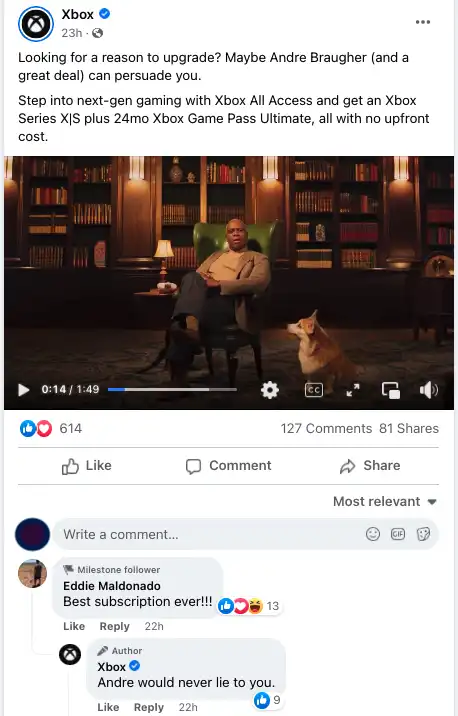 Xbox
23h ·
Looking for a reason to upgrade? Maybe Andre Braugher (and a
great deal) can persuade you.
Step into next-gen gaming with Xbox All Access and get an Xbox
Series X|S plus 24mo Xbox Game Pass Ultimate, all with no upfront
cost.
0:14 / 1:49
CC
614
127 Comments 81 Shares
Like
Comment
Share
Most relevant
Write a comment...
GIF
Milestone follower
Eddie Maldonado
Best subscription ever!!!
13
Like Reply 22h
Author
Xbox
Andre would never lie to you.
9
Like Reply 22h